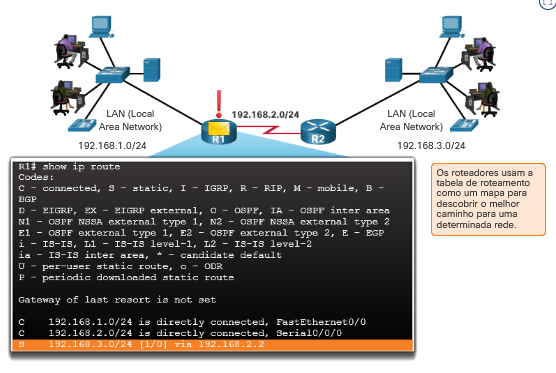 LAN (Local
Area Network)
192.168.1.0/24
192.168.2.0/24
R1
R2
LAN (Local
Area Network)
192.168.3.0/24
R1# show ip route
Codes:
C - connected, S - static, I - IGRP, R - RIP, M - mobile, B -
BGP
D - EIGRP, EX - EIGRP external, O - OSPF, IA - OSPF inter area
N1 - OSPF NSSA external type 1, N2 - OSPF NSSA external type 2
E1 - OSPF external type 1, E2 - OSPF external type 2, E - EGP
i - IS-IS, L1 - IS-IS level-1, L2 - IS-IS level-2
ia - IS-IS inter area, * - candidate default
U - per-user static route, o - ODR
P - periodic downloaded static route
Gateway of last resort is not set
C 192.168.1.0/24 is directly connected, FastEthernet0/0
C 192.168.2.0/24 is directly connected, Serial0/0/0
S 192.168.3.0/24 [1/0] via 192.168.2.2
Os roteadores usam a
tabela de roteamento
como um mapa para
descobrir o melhor
caminho para uma
determinada rede.